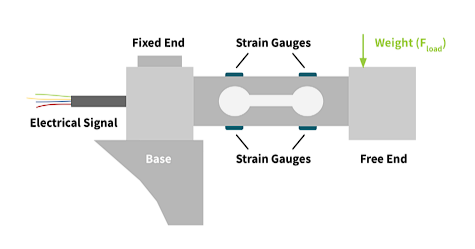 Fixed End
Strain Gauges
Weight (Fload)
Electrical Signal
Base
Strain Gauges
Free End